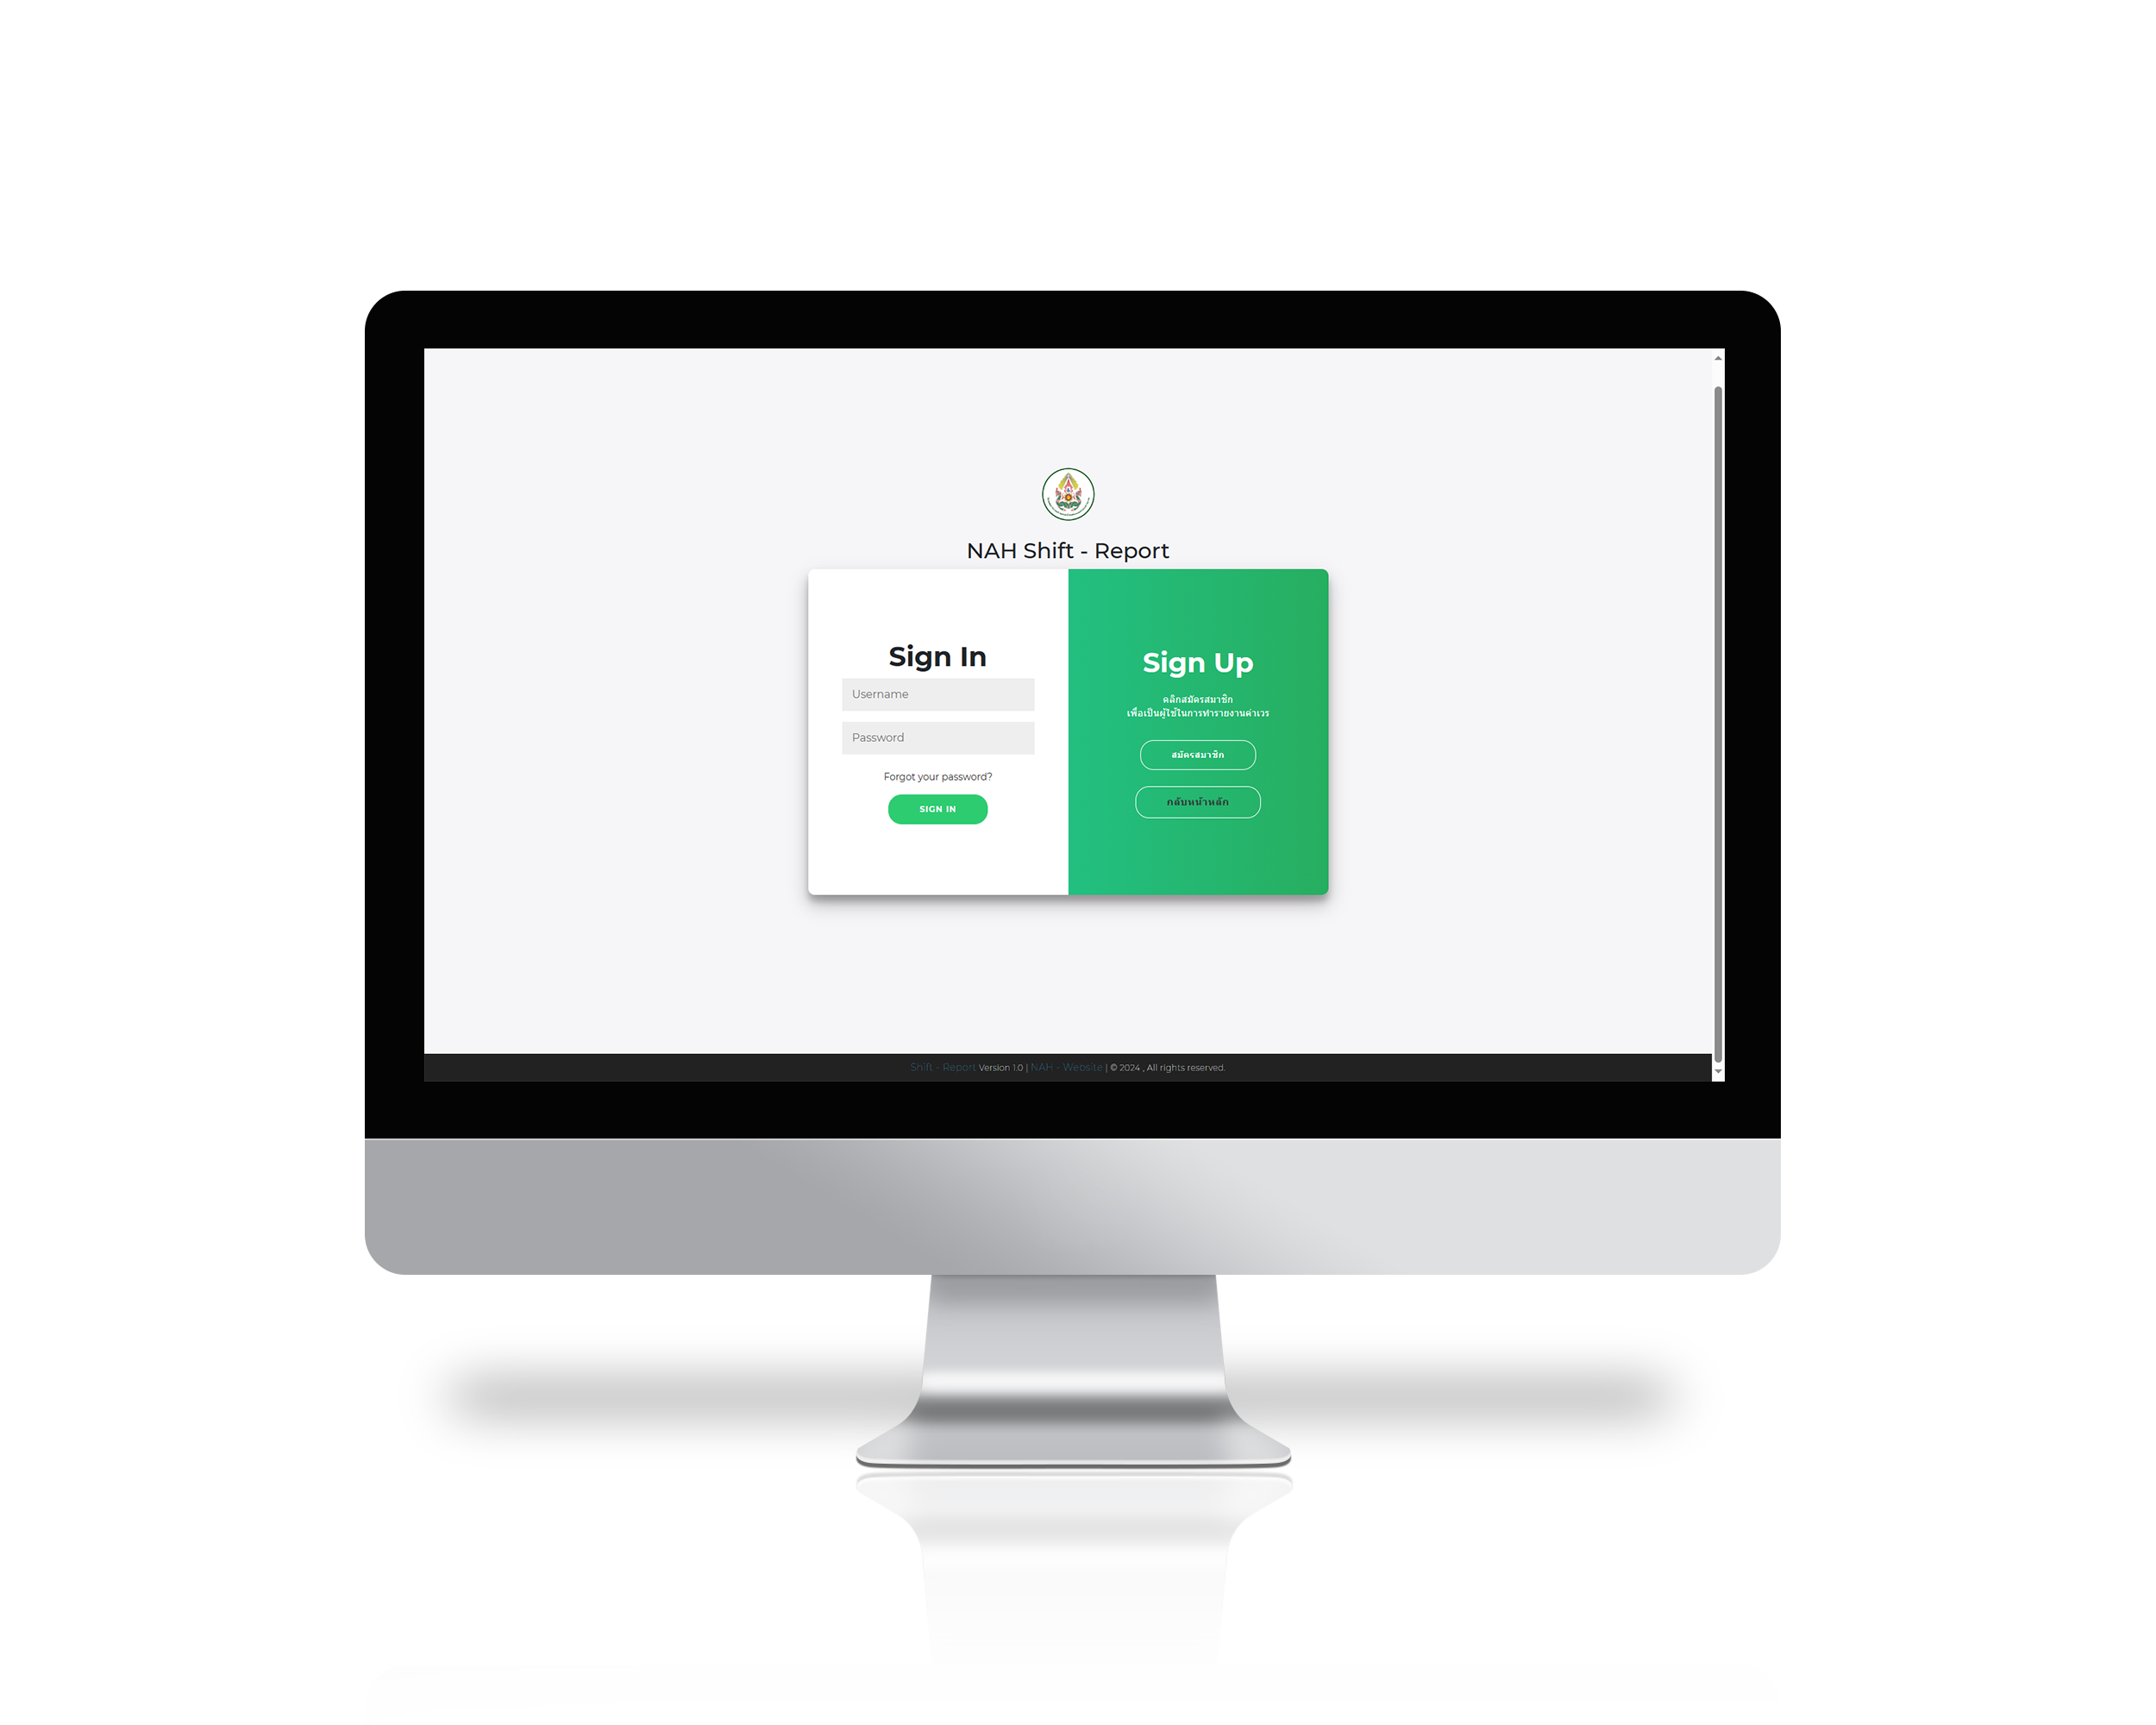 NAH Shift - Report
Sign In
Username
Password
Forgot your password?
SIGN IN
Sign Up
คลิกสมัครสมาชิก
เพื่อเป็นผู้ใช้ในการทำรายงานค่าเวร
สมัครสมาชิก
กลับหน้าหลัก
Shift - Report Version 1.0 | NAH - Website | © 2024 , All rights reserved.